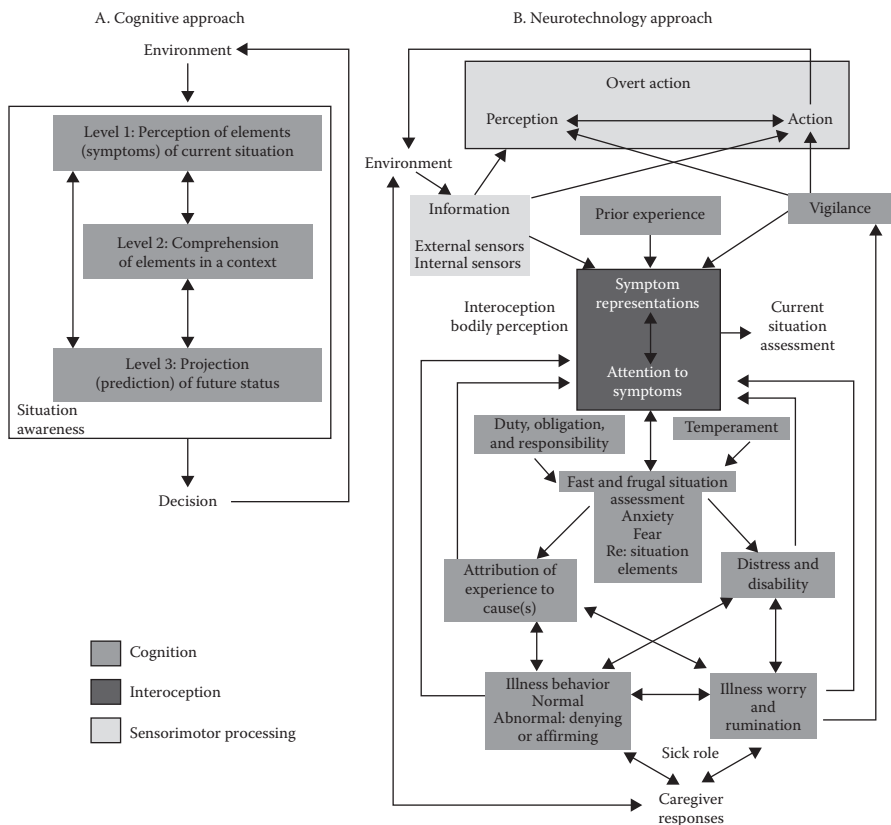 A. Cognitive approach
Environment
Level 1: Perception of elements
(symptoms) of current situation
Level 2: Comprehension
of elements in a context
Level 3: Projection
(prediction) of future status
Situation
awareness
Decision
Cognition
Interoception
Sensorimotor processing
B. Neurotechnology approach
Overt action
Perception
Action
Environment
Information
External sensors
Internal sensors
Prior experience
Vigilance
Symptom
representations
Interoception
bodily perception
Current
situation
assessment
Attention to
symptoms
Duty, obligation,
and responsibility
Temperament
Fast and frugal situation
assessment
Anxiety
Fear
Re: situation
elements
Attribution of
experience to
cause(s)
Distress and
disability
Illness behavior
Normal
Abnormal: denying
or affirming
Illness worry
and
rumination
Sick role
Caregiver
responses